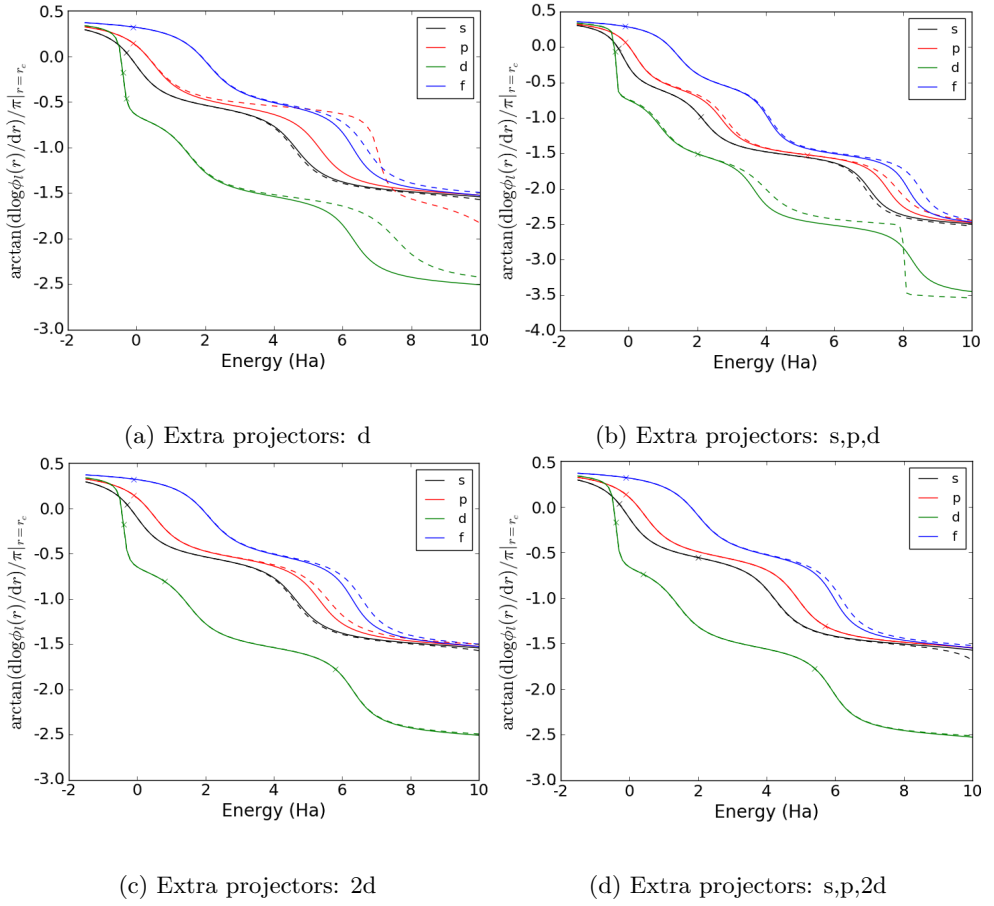 0.5
0.0
-0.5
-1.0
-1.5
-2.0
-2.5
-3.0
-2
0
2
4
6
8
10
arctan(dlogϕ_l(r)/dr)/π|_{r=r_c}
Energy (Ha)
s
p
d
f
(a) Extra projectors: d
0.5
0.0
-0.5
-1.0
-1.5
-2.0
-2.5
-3.0
-3.5
-4.0
-2
0
2
4
6
8
10
arctan(dlogϕ_l(r)/dr)/π|_{r=r_c}
Energy (Ha)
s
p
d
f
(b) Extra projectors: s,p,d
0.5
0.0
-0.5
-1.0
-1.5
-2.0
-2.5
-3.0
-2
0
2
4
6
8
10
arctan(dlogϕ_l(r)/dr)/π|_{r=r_c}
Energy (Ha)
s
p
d
f
(c) Extra projectors: 2d
0.5
0.0
-0.5
-1.0
-1.5
-2.0
-2.5
-3.0
-2
0
2
4
6
8
10
arctan(dlogϕ_l(r)/dr)/π|_{r=r_c}
Energy (Ha)
s
p
d
f
(d) Extra projectors: s,p,2d